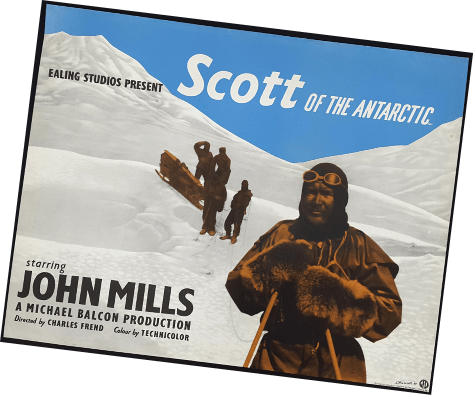 EALING STUDIOS PRESENT
Scott OF THE ANTARCTIC
starring
JOHN MILLS
A MICHAEL BALCON PRODUCTION
Directed by CHARLES FREND Colour by TECHNICOLOR